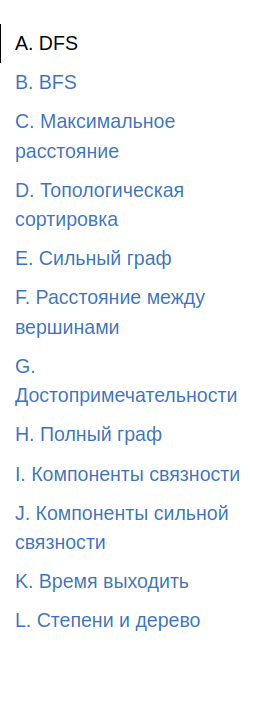 A. DFS
B. BFS
C. Максимальное
расстояние
D. Топологическая
сортировка
E. Сильный граф
F. Расстояние между
вершинами
G.
Достопримечательности
H. Полный граф
I. Компоненты связности
J. Компоненты сильной
связности
K. Время выходить
L. Степени и дерево